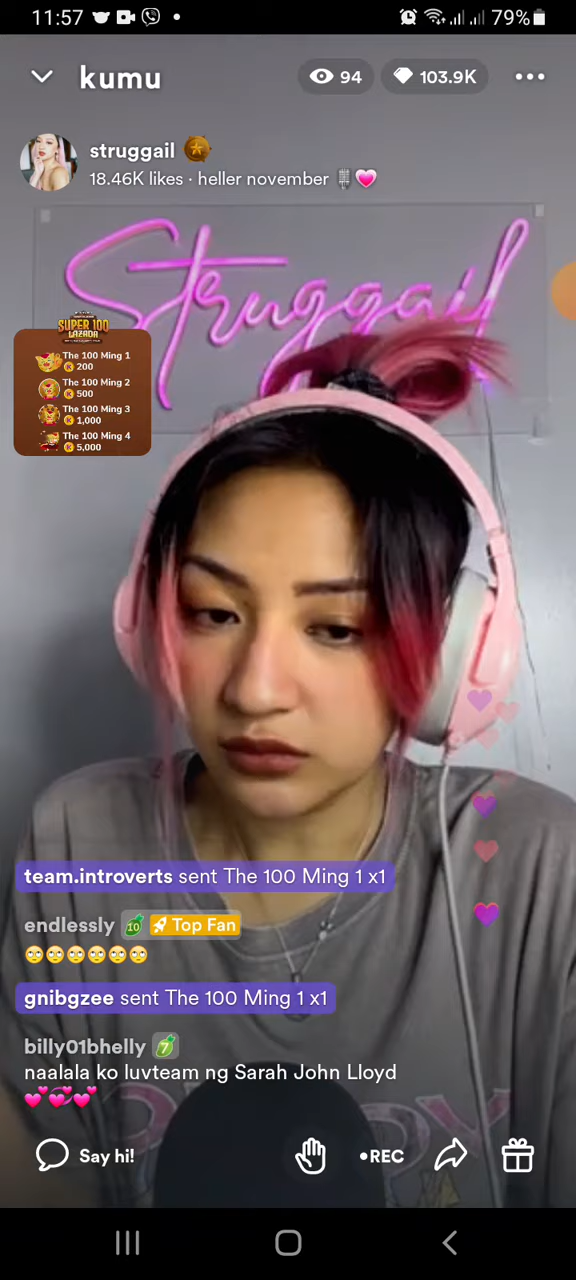 11:57
79%
kumu
94
103.9K
struggail
18.46K likes · heller november
Struggail
SUPER 100
LAZADA
The 100 Ming 1
200
The 100 Ming 2
500
The 100 Ming 3
1,000
The 100 Ming 4
5,000
team.introverts sent The 100 Ming 1 x1
endlessly 10 Top Fan
🙄🙄🙄🙄🙄🙄
gnibgzee sent The 100 Ming 1 x1
billy01bhelly 7
naalala ko luvteam ng Sarah John Lloyd
💕💞💕
Say hi!
•REC